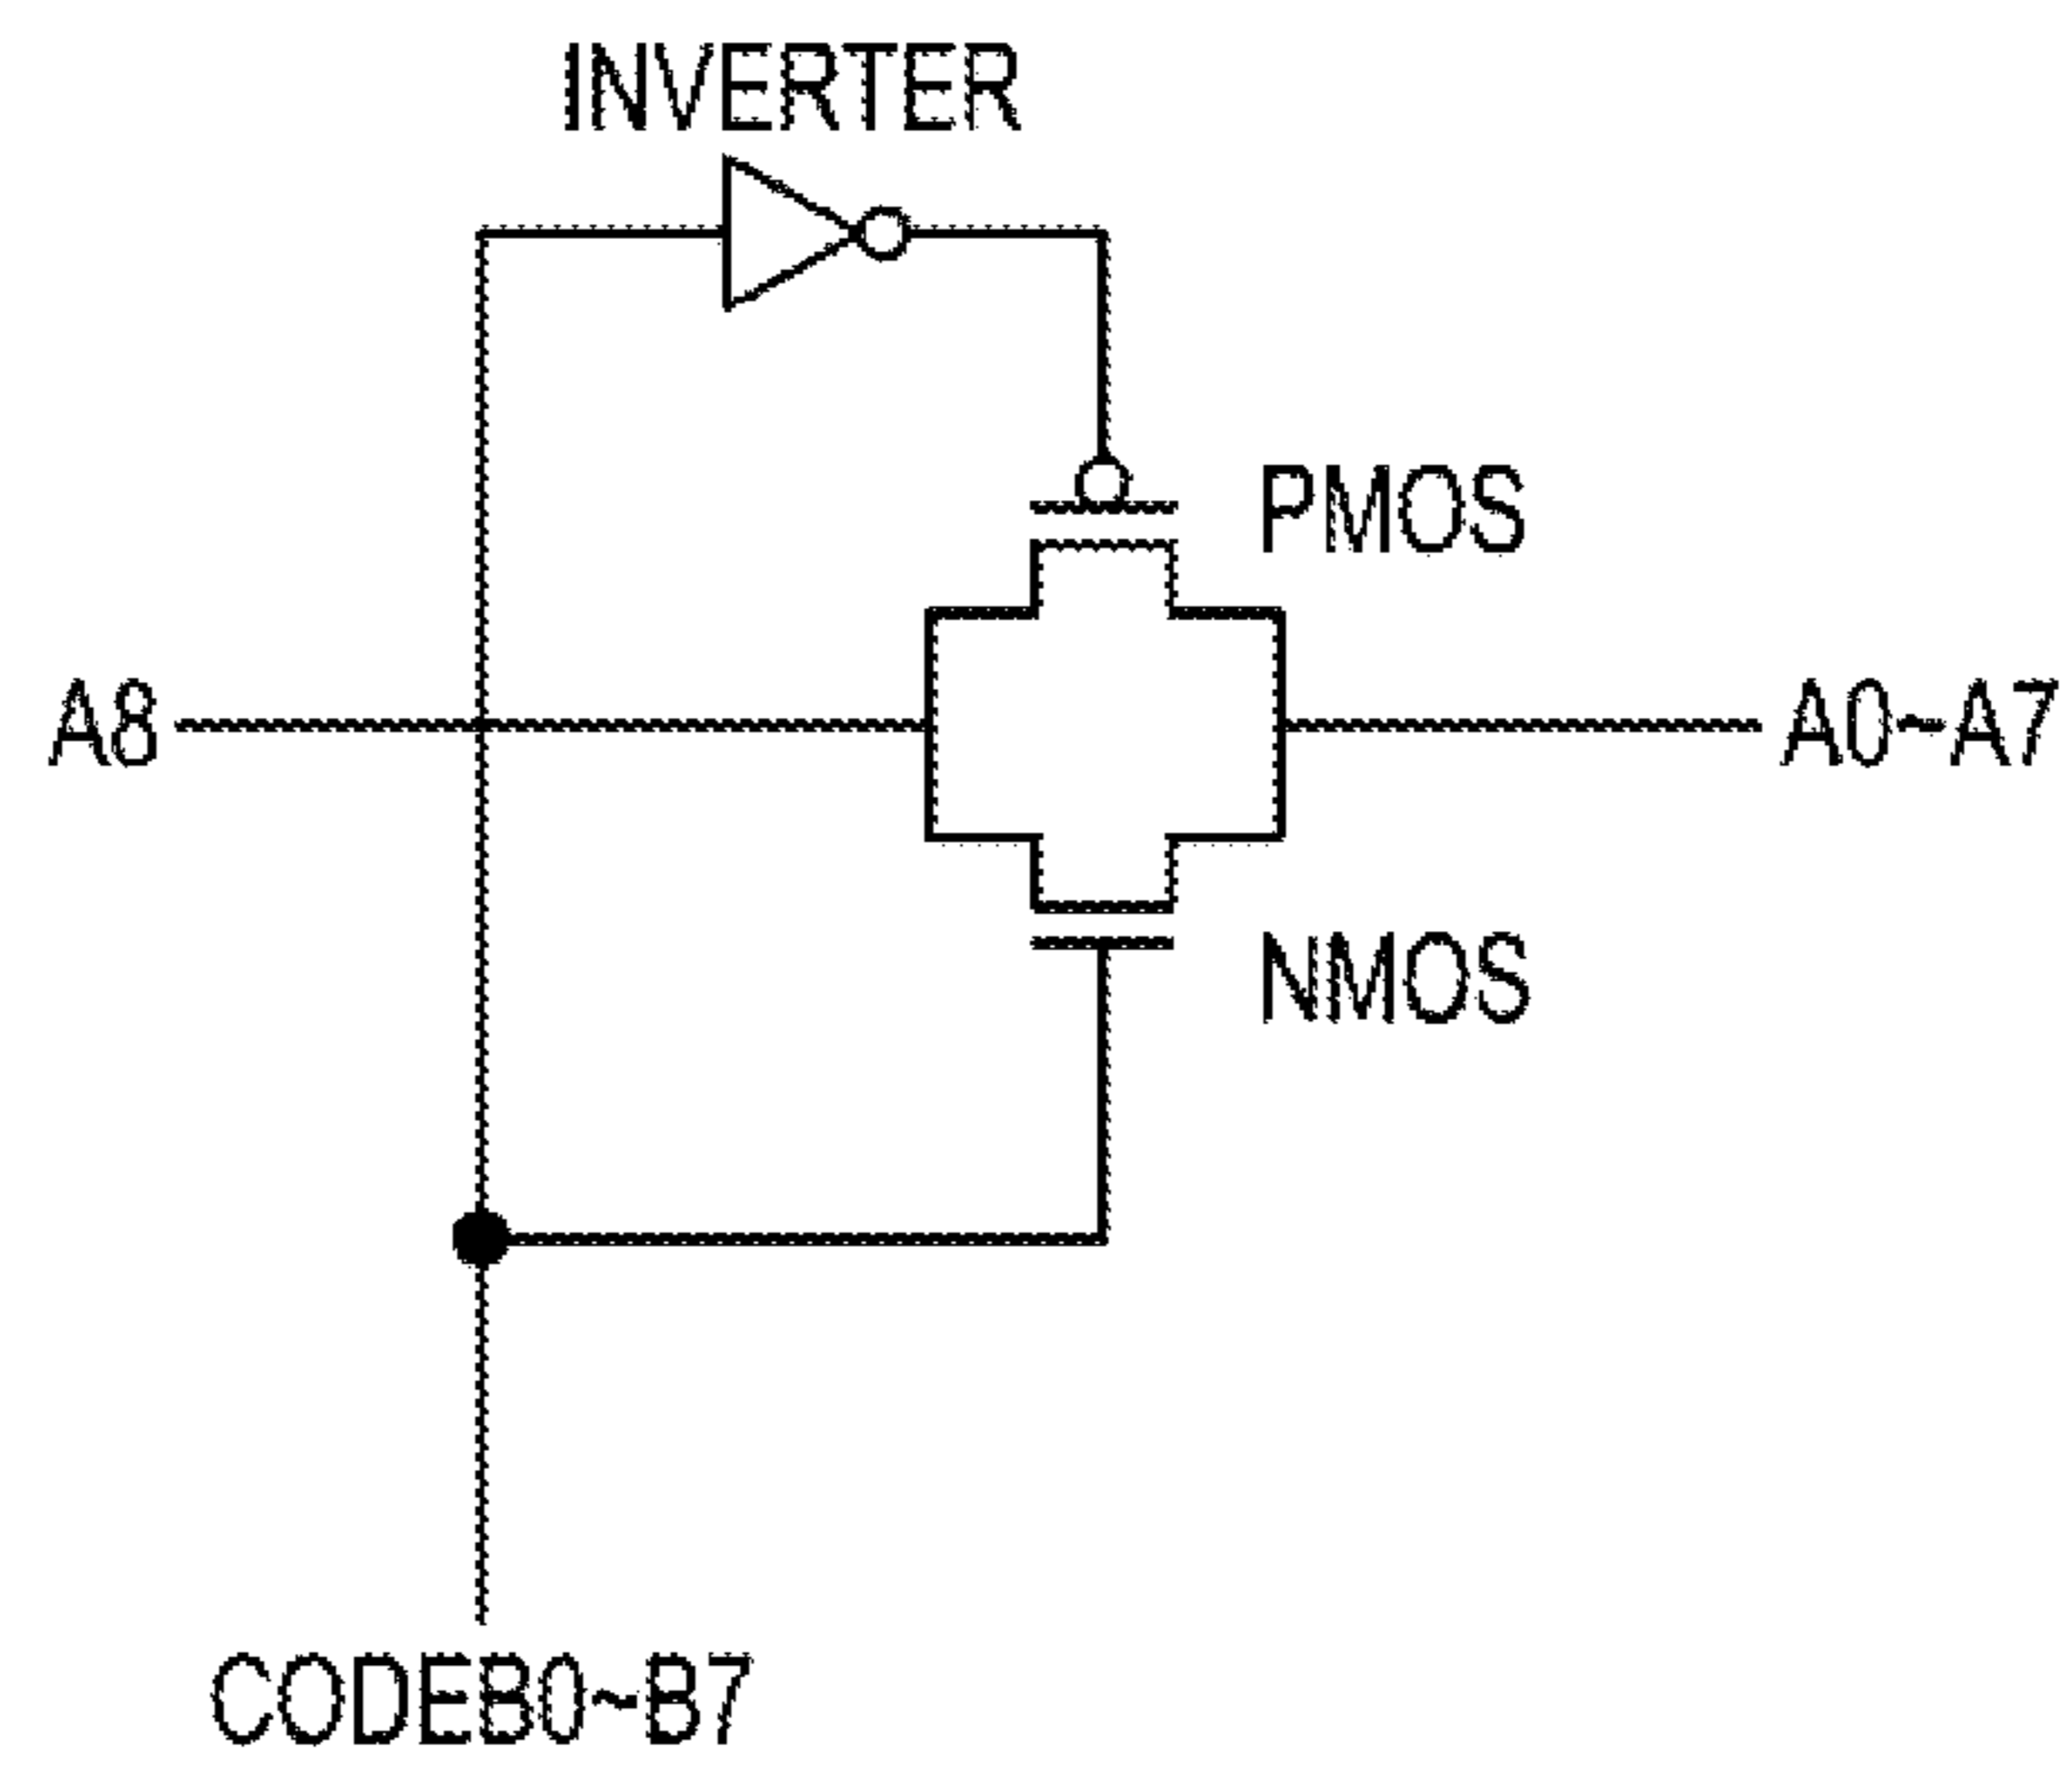 INVERTER
PMOS
A8
A0~A7
NMOS
CODEB0~B7